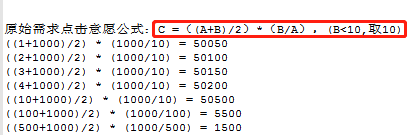 原始需求点击意愿公式: C = ((A+B)/2) * (B/A), (B<10,取10)
((1+1000)/2) * (1000/10) = 50050
((2+1000)/2) * (1000/10) = 50100
((3+1000)/2) * (1000/10) = 50150
((4+1000)/2) * (1000/10) = 50200
((10+1000)/2) * (1000/10) = 50500
((100+1000)/2) * (1000/100) = 5500
((500+1000)/2) * (1000/500) = 1500